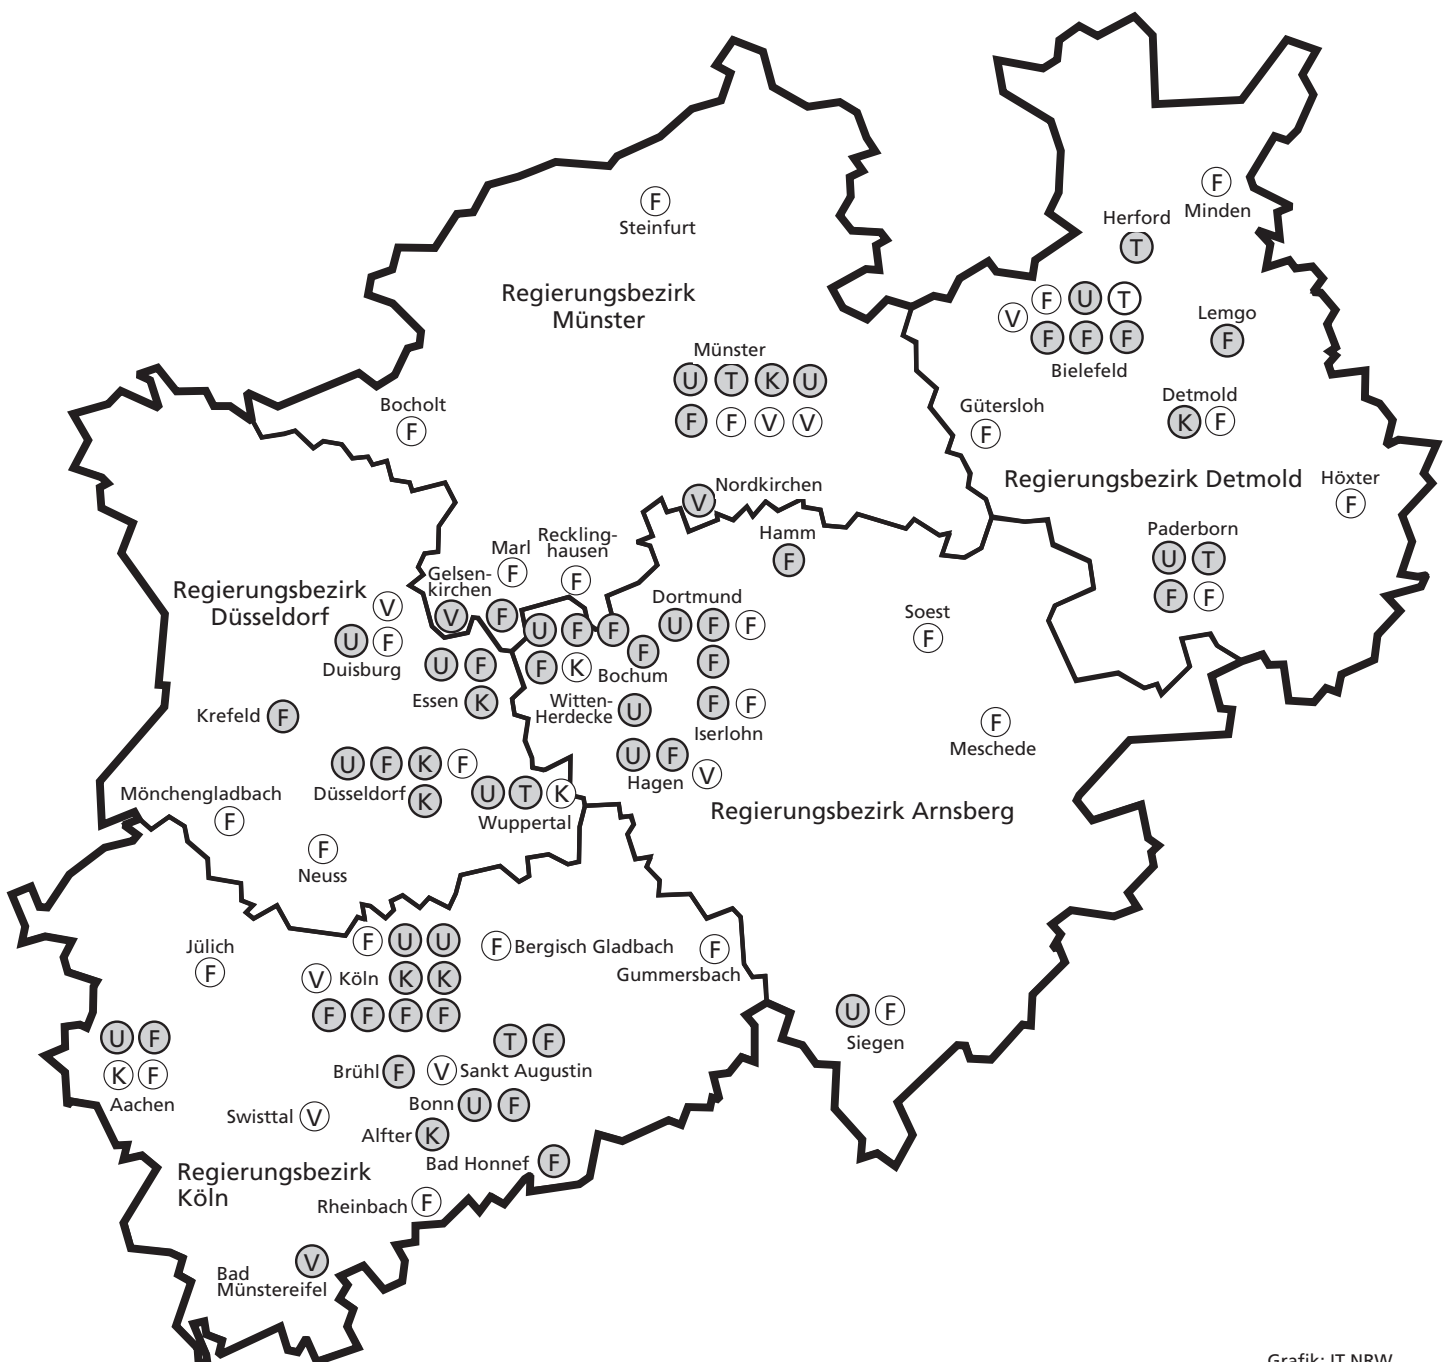 F
Minden
F
Steinfurt
Herford
T
Regierungsbezirk
Münster
V F U T
F F F
Bielefeld
Lemgo
F
Münster
U T K U
F F V V
Bocholt
F
Gütersloh
F
Detmold
K F
Regierungsbezirk Detmold
Höxter
F
V Nordkirchen
Hamm
F
Paderborn
U T
F F
Marl
F
Reckling-
hausen
F
Gelsen-
kirchen
V F
Regierungsbezirk
Düsseldorf
V
U F
Duisburg
U F F
F K F
Bochum
Dortmund
U F F
F
Soest
F
U F
Essen K
Witten-
Herdecke U
F F
Iserlohn
Krefeld F
F
Meschede
U F
Hagen V
U F K F
Düsseldorf K
U T K
Wuppertal
Mönchengladbach
F
Regierungsbezirk Arnsberg
F
Neuss
Jülich
F
F U U
V Köln K K
F F F F
F Bergisch Gladbach
F
Gummersbach
U F
K F
Aachen
U F
Siegen
T F
V Sankt Augustin
Brühl F
Bonn U F
Swisttal V
Alfter K
Bad Honnef F
Regierungsbezirk
Köln
Rheinbach F
V
Bad
Münstereifel
Grafik: IT.NRW